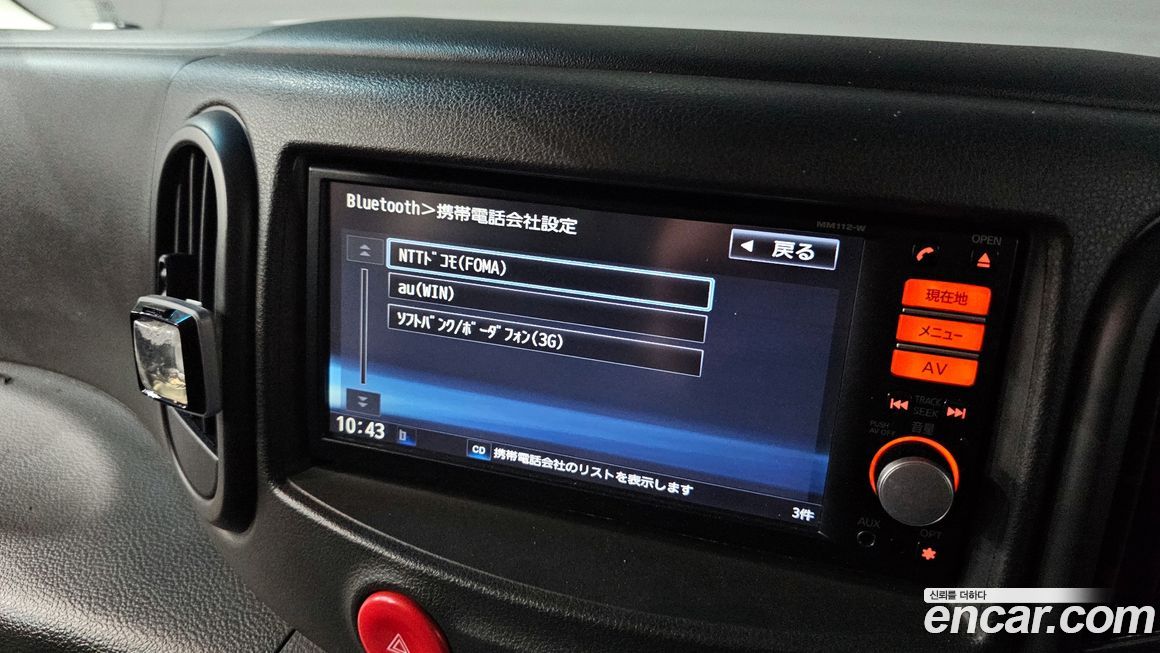 Bluetooth>携帯電話会社設定
MM112-W
OPEN
◀ 戻る
NTTﾄﾞｺﾓ(FOMA)
au(WIN)
ｿﾌﾄﾊﾞﾝｸ/ﾎﾞｰﾀﾞﾌｫﾝ(3G)
現在地
メニュー
AV
TRACK
SEEK
PUSH
AV OFF
音量
10:43
CD 携帯電話会社のリストを表示します
3件
AUX
OPT
신뢰를 더하다
encar.com